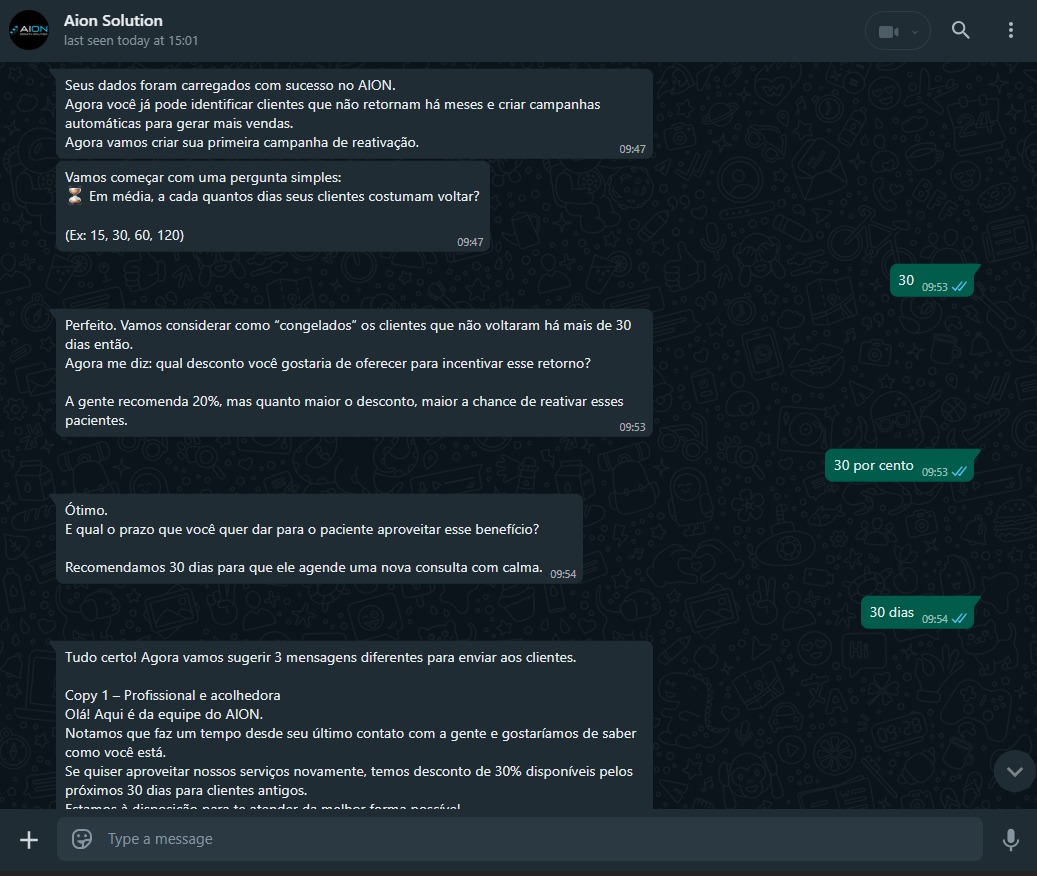 AION
Aion Solution
last seen today at 15:01
Seus dados foram carregados com sucesso no AION.
Agora você já pode identificar clientes que não retornam há meses e criar campanhas
automáticas para gerar mais vendas.
Agora vamos criar sua primeira campanha de reativação.
09:47
Vamos começar com uma pergunta simples:
⏳ Em média, a cada quantos dias seus clientes costumam voltar?
(Ex: 15, 30, 60, 120)
09:47
30 09:53
Perfeito. Vamos considerar como “congelados” os clientes que não voltaram há mais de 30
dias então.
Agora me diz: qual desconto você gostaria de oferecer para incentivar esse retorno?
A gente recomenda 20%, mas quanto maior o desconto, maior a chance de reativar esses
pacientes.
09:53
30 por cento 09:53
Ótimo.
E qual o prazo que você quer dar para o paciente aproveitar esse benefício?
Recomendamos 30 dias para que ele agende uma nova consulta com calma. 09:54
30 dias 09:54
Tudo certo! Agora vamos sugerir 3 mensagens diferentes para enviar aos clientes.
Copy 1 – Profissional e acolhedora
Olá! Aqui é da equipe do AION.
Notamos que faz um tempo desde seu último contato com a gente e gostaríamos de saber
como você está.
Se quiser aproveitar nossos serviços novamente, temos desconto de 30% disponíveis pelos
próximos 30 dias para clientes antigos.
Estamos à disposição para te atender da melhor forma possível
Type a message